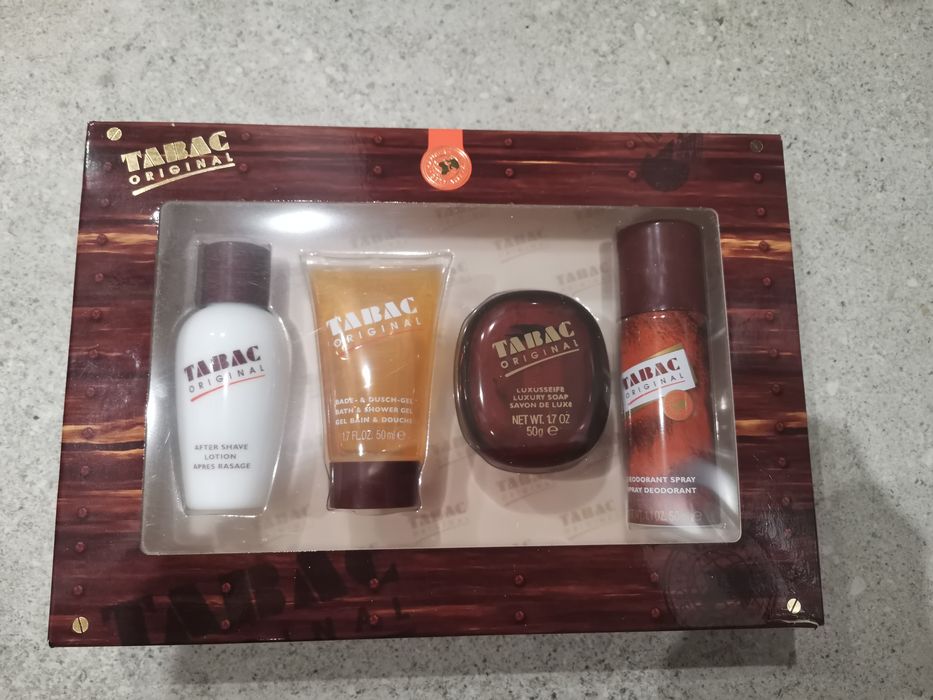 TABAC
ORIGINAL
TABAC
ORIGINAL
AFTER SHAVE
LOTION
APRES RASAGE
TABAC
ORIGINAL
BADE- & DUSCH-GEL
BATH & SHOWER GEL
GEL BAIN & DOUCHE
1.7 FL.OZ. 50 ml e
TABAC
ORIGINAL
LUXUSSEIFE
LUXURY SOAP
SAVON DE LUXE
NET WT. 1.7 OZ
50g e
TABAC
ORIGINAL
DEODORANT SPRAY
SPRAY DEODORANT
TABAC